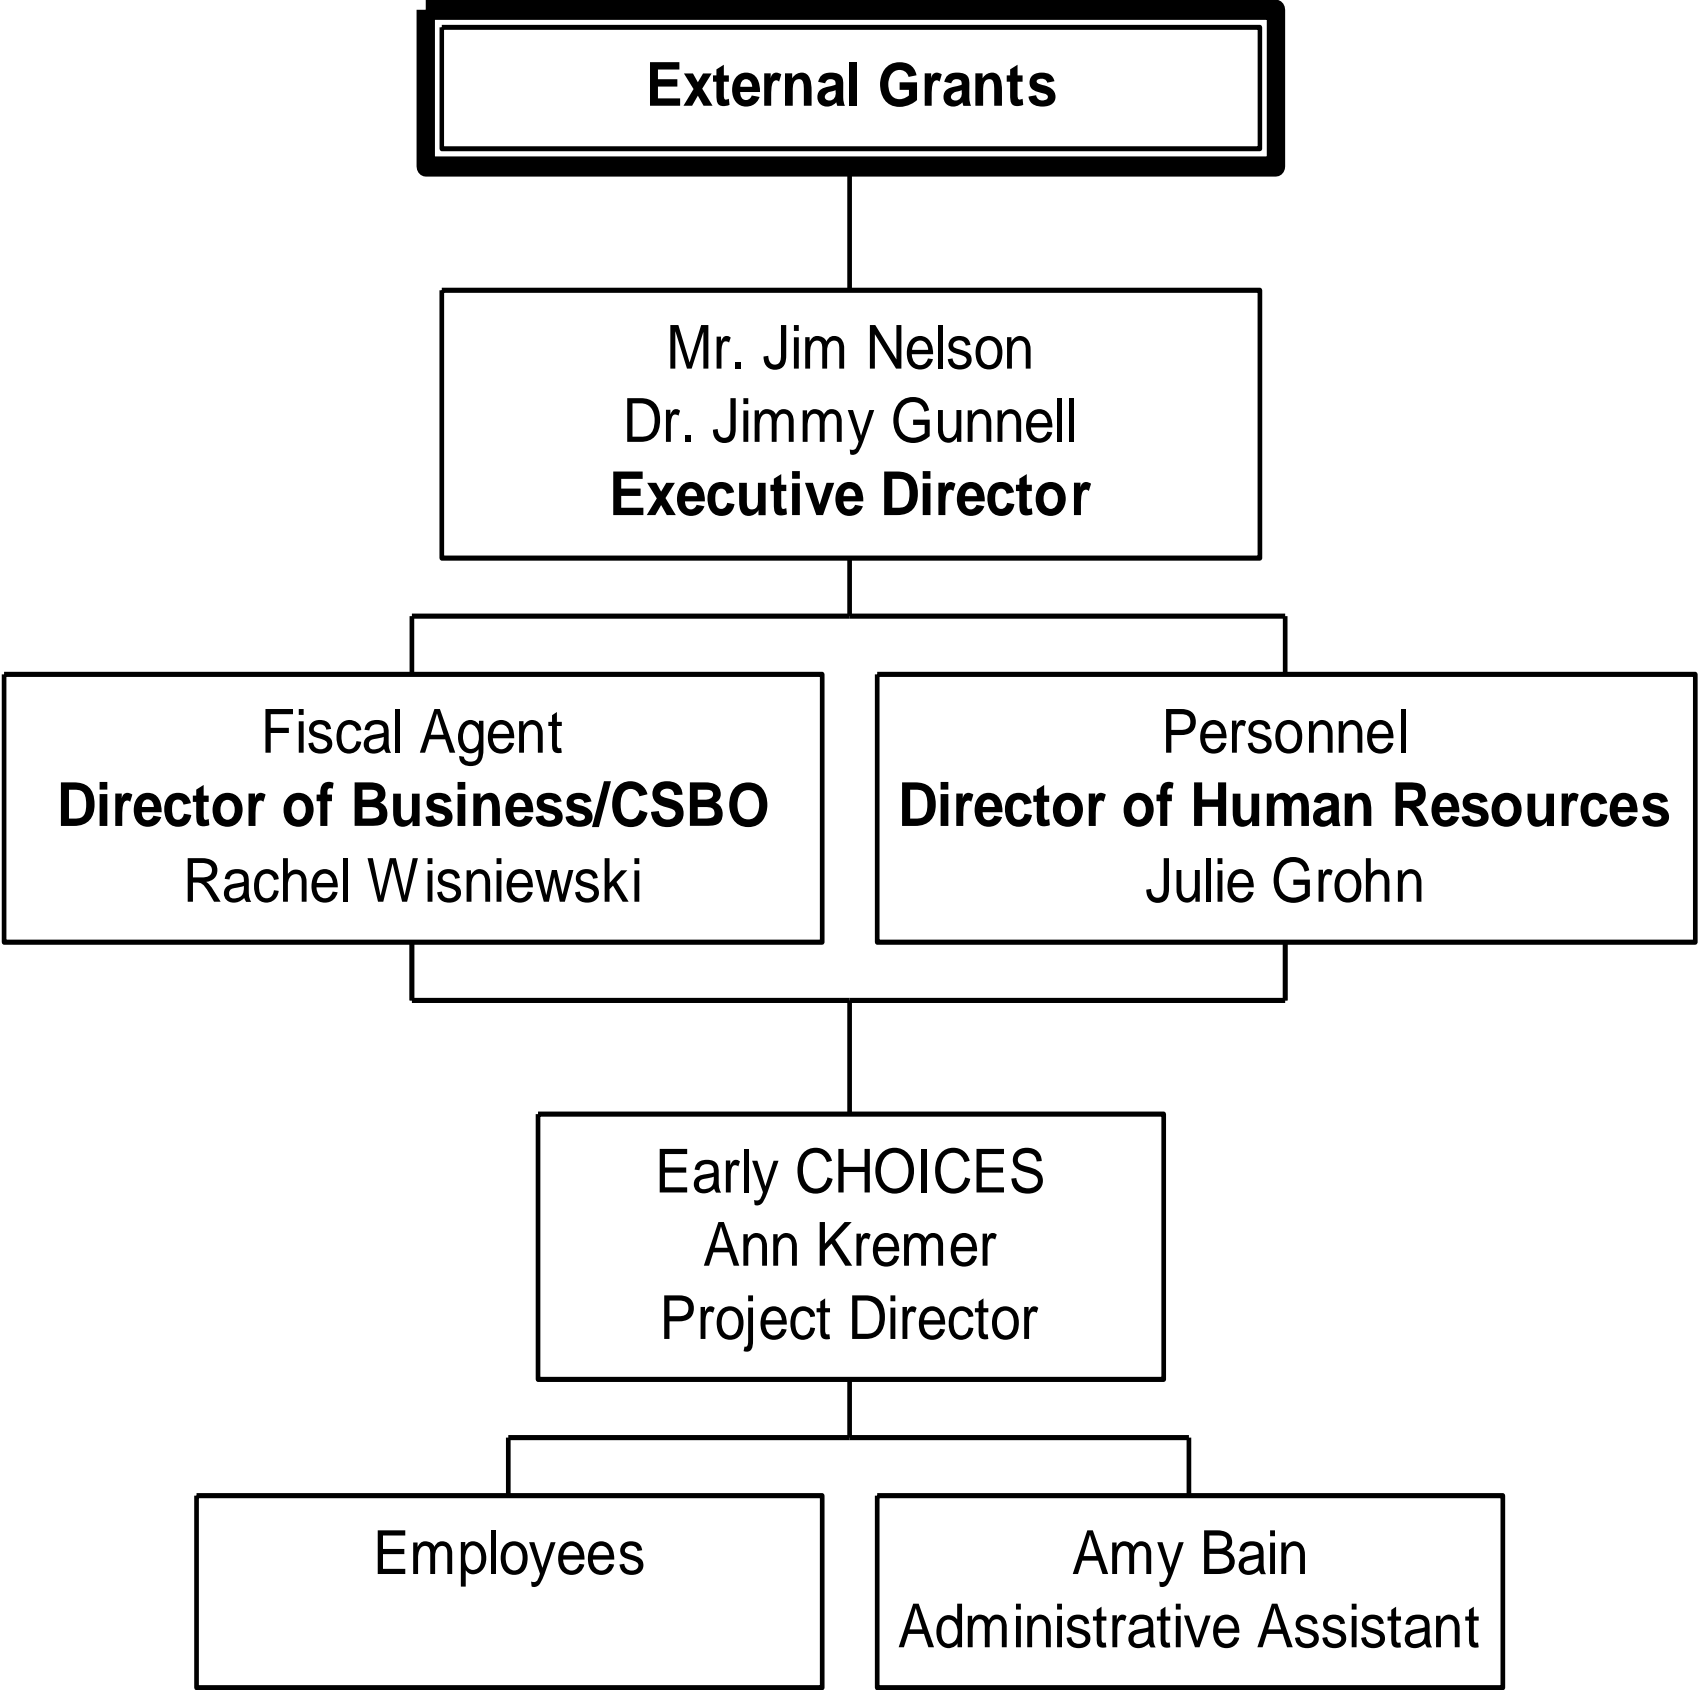 External Grants
Mr. Jim Nelson
Dr. Jimmy Gunnell
Executive Director
Fiscal Agent
Director of Business/CSBO
Rachel Wisniewski
Personnel
Director of Human Resources
Julie Grohn
Early CHOICES
Ann Kremer
Project Director
Employees
Amy Bain
Administrative Assistant